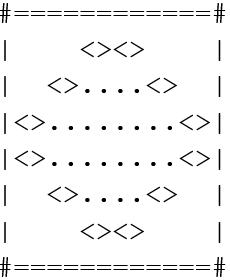 #============#
|    <><>    |
|  <>....<>  |
|<>........<>|
|<>........<>|
|  <>....<>  |
|    <><>    |
#============#